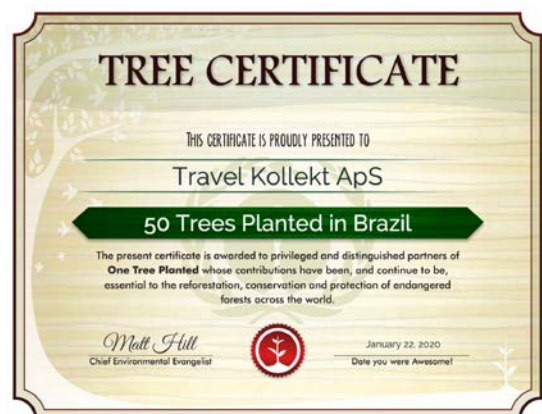 TREE CERTIFICATE
THIS CERTIFICATE IS PROUDLY PRESENTED TO
Travel Kollekt ApS
50 Trees Planted in Brazil
The present certificate is awarded to privileged and distinguished partners of
One Tree Planted whose contributions have been, and continue to be,
essential to the reforestation, conservation and protection of endangered
forests across the world.
Matt Hill
Chief Environmental Evangelist
January 22, 2020
Date you were Awesome!